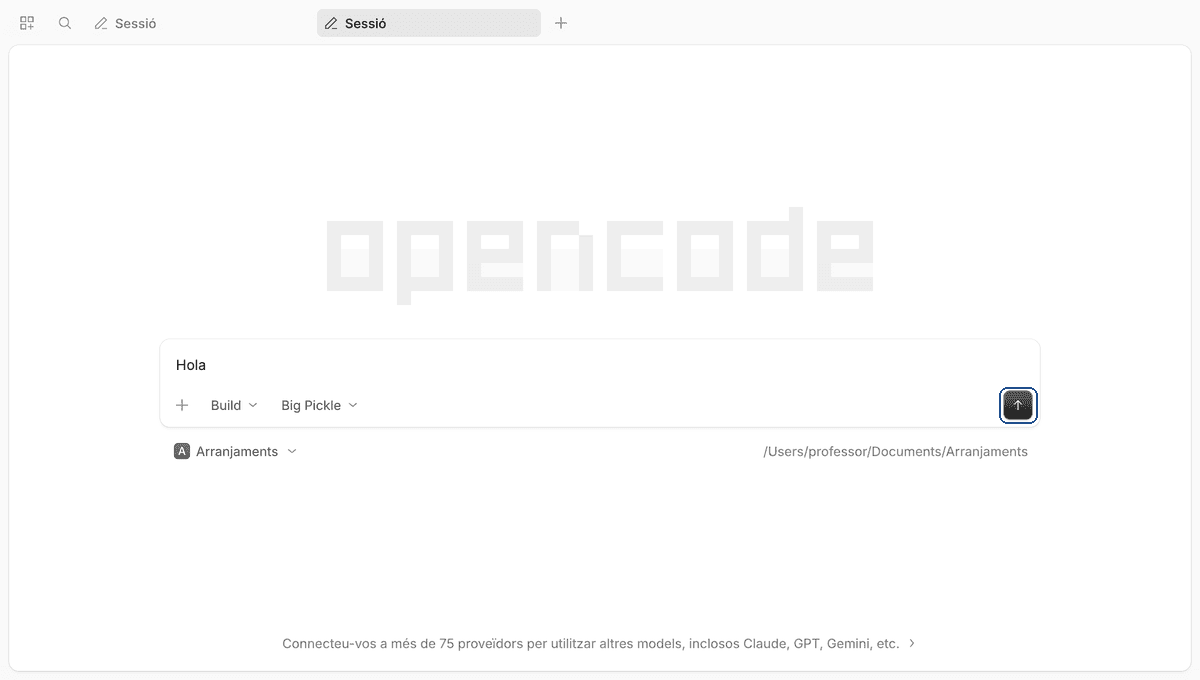 Sessió
Sessió
opencode
Hola
Build
Big Pickle
A Arranjaments
/Users/professor/Documents/Arranjaments
Connecteu-vos a més de 75 proveïdors per utilitzar altres models, inclosos Claude, GPT, Gemini, etc.